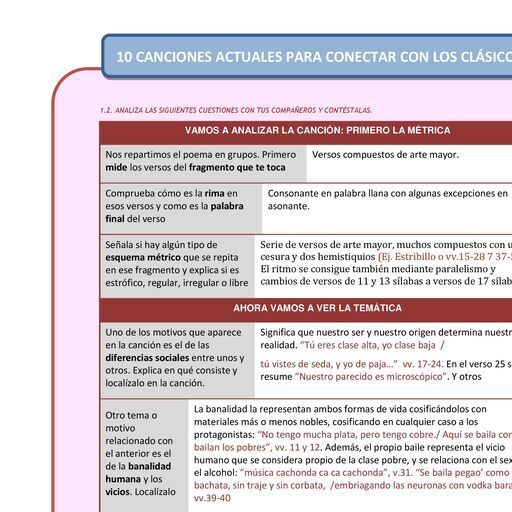 10 CANCIONES ACTUALES PARA CONECTAR CON LOS CLÁSICO
1.2. ANALIZA LAS SIGUIENTES CUESTIONES CON TUS COMPAÑEROS Y CONTÉSTALAS.
VAMOS A ANALIZAR LA CANCIÓN: PRIMERO LA MÉTRICA
Nos repartimos el poema en grupos. Primero
mide los versos del fragmento que te toca
Versos compuestos de arte mayor.
Comprueba cómo es la rima en
esos versos y como es la palabra
final del verso
Consonante en palabra llana con algunas excepciones en
asonante.
Señala si hay algún tipo de
esquema métrico que se repita
en ese fragmento y explica si es
estrófico, regular, irregular o libre
Serie de versos de arte mayor, muchos compuestos con u
cesura y dos hemistiquios (Ej. Estribillo o vv.15-28 7 37-
El ritmo se consigue también mediante paralelismo y
cambios de versos de 11 y 13 sílabas a versos de 17 sílab
AHORA VAMOS A VER LA TEMÁTICA
Uno de los motivos que aparece
en la canción es el de las
diferencias sociales entre unos y
otros. Explica en qué consiste y
localízalo en la canción.
Significa que nuestro ser y nuestro origen determina nuestr
realidad. “Tú eres clase alta, yo clase baja /
tú vistes de seda, y yo de paja…” vv. 17-24. En el verso 25 s
resume “Nuestro parecido es microscópico”. Y otros
Otro tema o
motivo
relacionado con
el anterior es el
de la banalidad
humana y los
vicios. Localízalo
La banalidad la representan ambos formas de vida cosificándolos con
materiales más o menos nobles, cosificando en cualquier caso a los
protagonistas: “No tengo mucha plata, pero tengo cobre./ Aquí se baila con
bailan los pobres”, vv. 11 y 12. Además, el propio baile representa el vicio
humano que se considera propio de la clase pobre, y se relaciona con el sex
el alcohol: “música cachonda ca ca cachonda”, v.31. “Se baila pegao’ como
bachata, sin traje y sin corbata, /embriagando las neuronas con vodka bara
vv.39-40